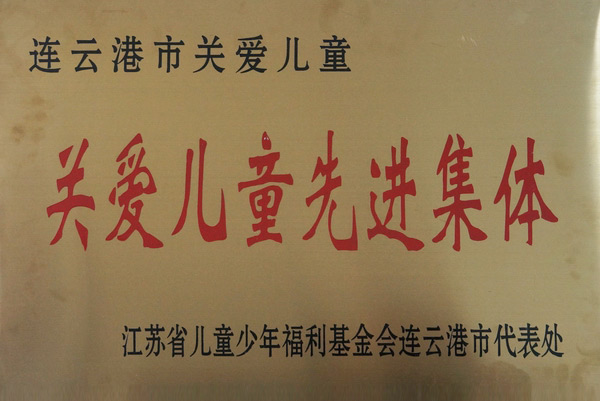 连云港市关爱儿童
关爱儿童先进集体
江苏省儿童少年福利基金会连云港市代表处